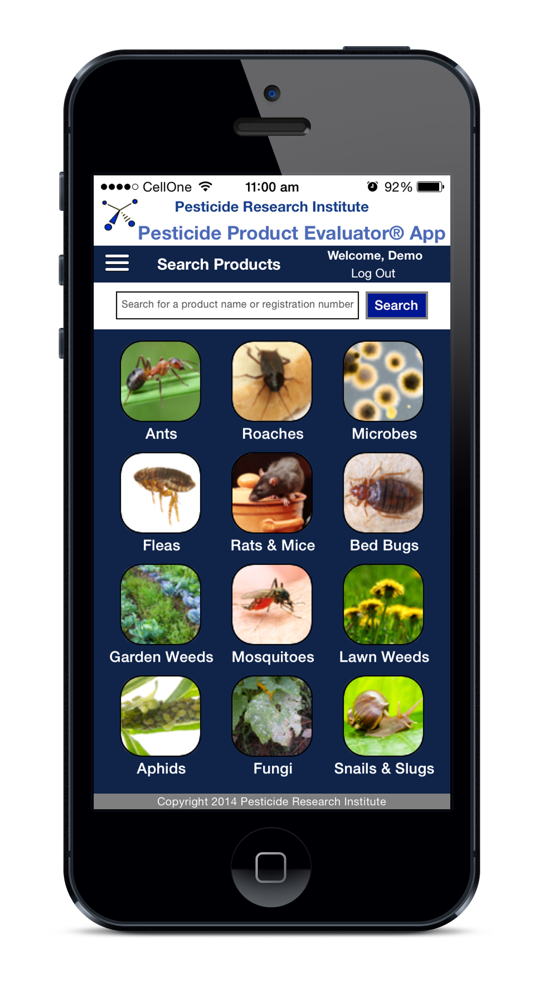 CellOne 11:00 am 92%
Pesticide Research Institute
Pesticide Product Evaluator® App
Search Products
Welcome, Demo
Log Out
Search for a product name or registration number
Search
Ants Roaches Microbes
Fleas Rats & Mice Bed Bugs
Garden Weeds Mosquitoes Lawn Weeds
Aphids Fungi Snails & Slugs
Copyright 2014 Pesticide Research Institute